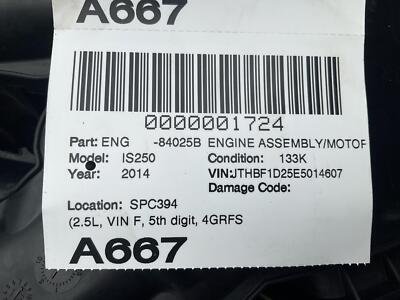 A667
0000001724
Part: ENG -84025B ENGINE ASSEMBLY/MOTOR
Model: IS250 Condition: 133K
Year: 2014 VIN:JTHBF1D25E5014607
Damage Code:
Location: SPC394
(2.5L, VIN F, 5th digit, 4GRFS
A667